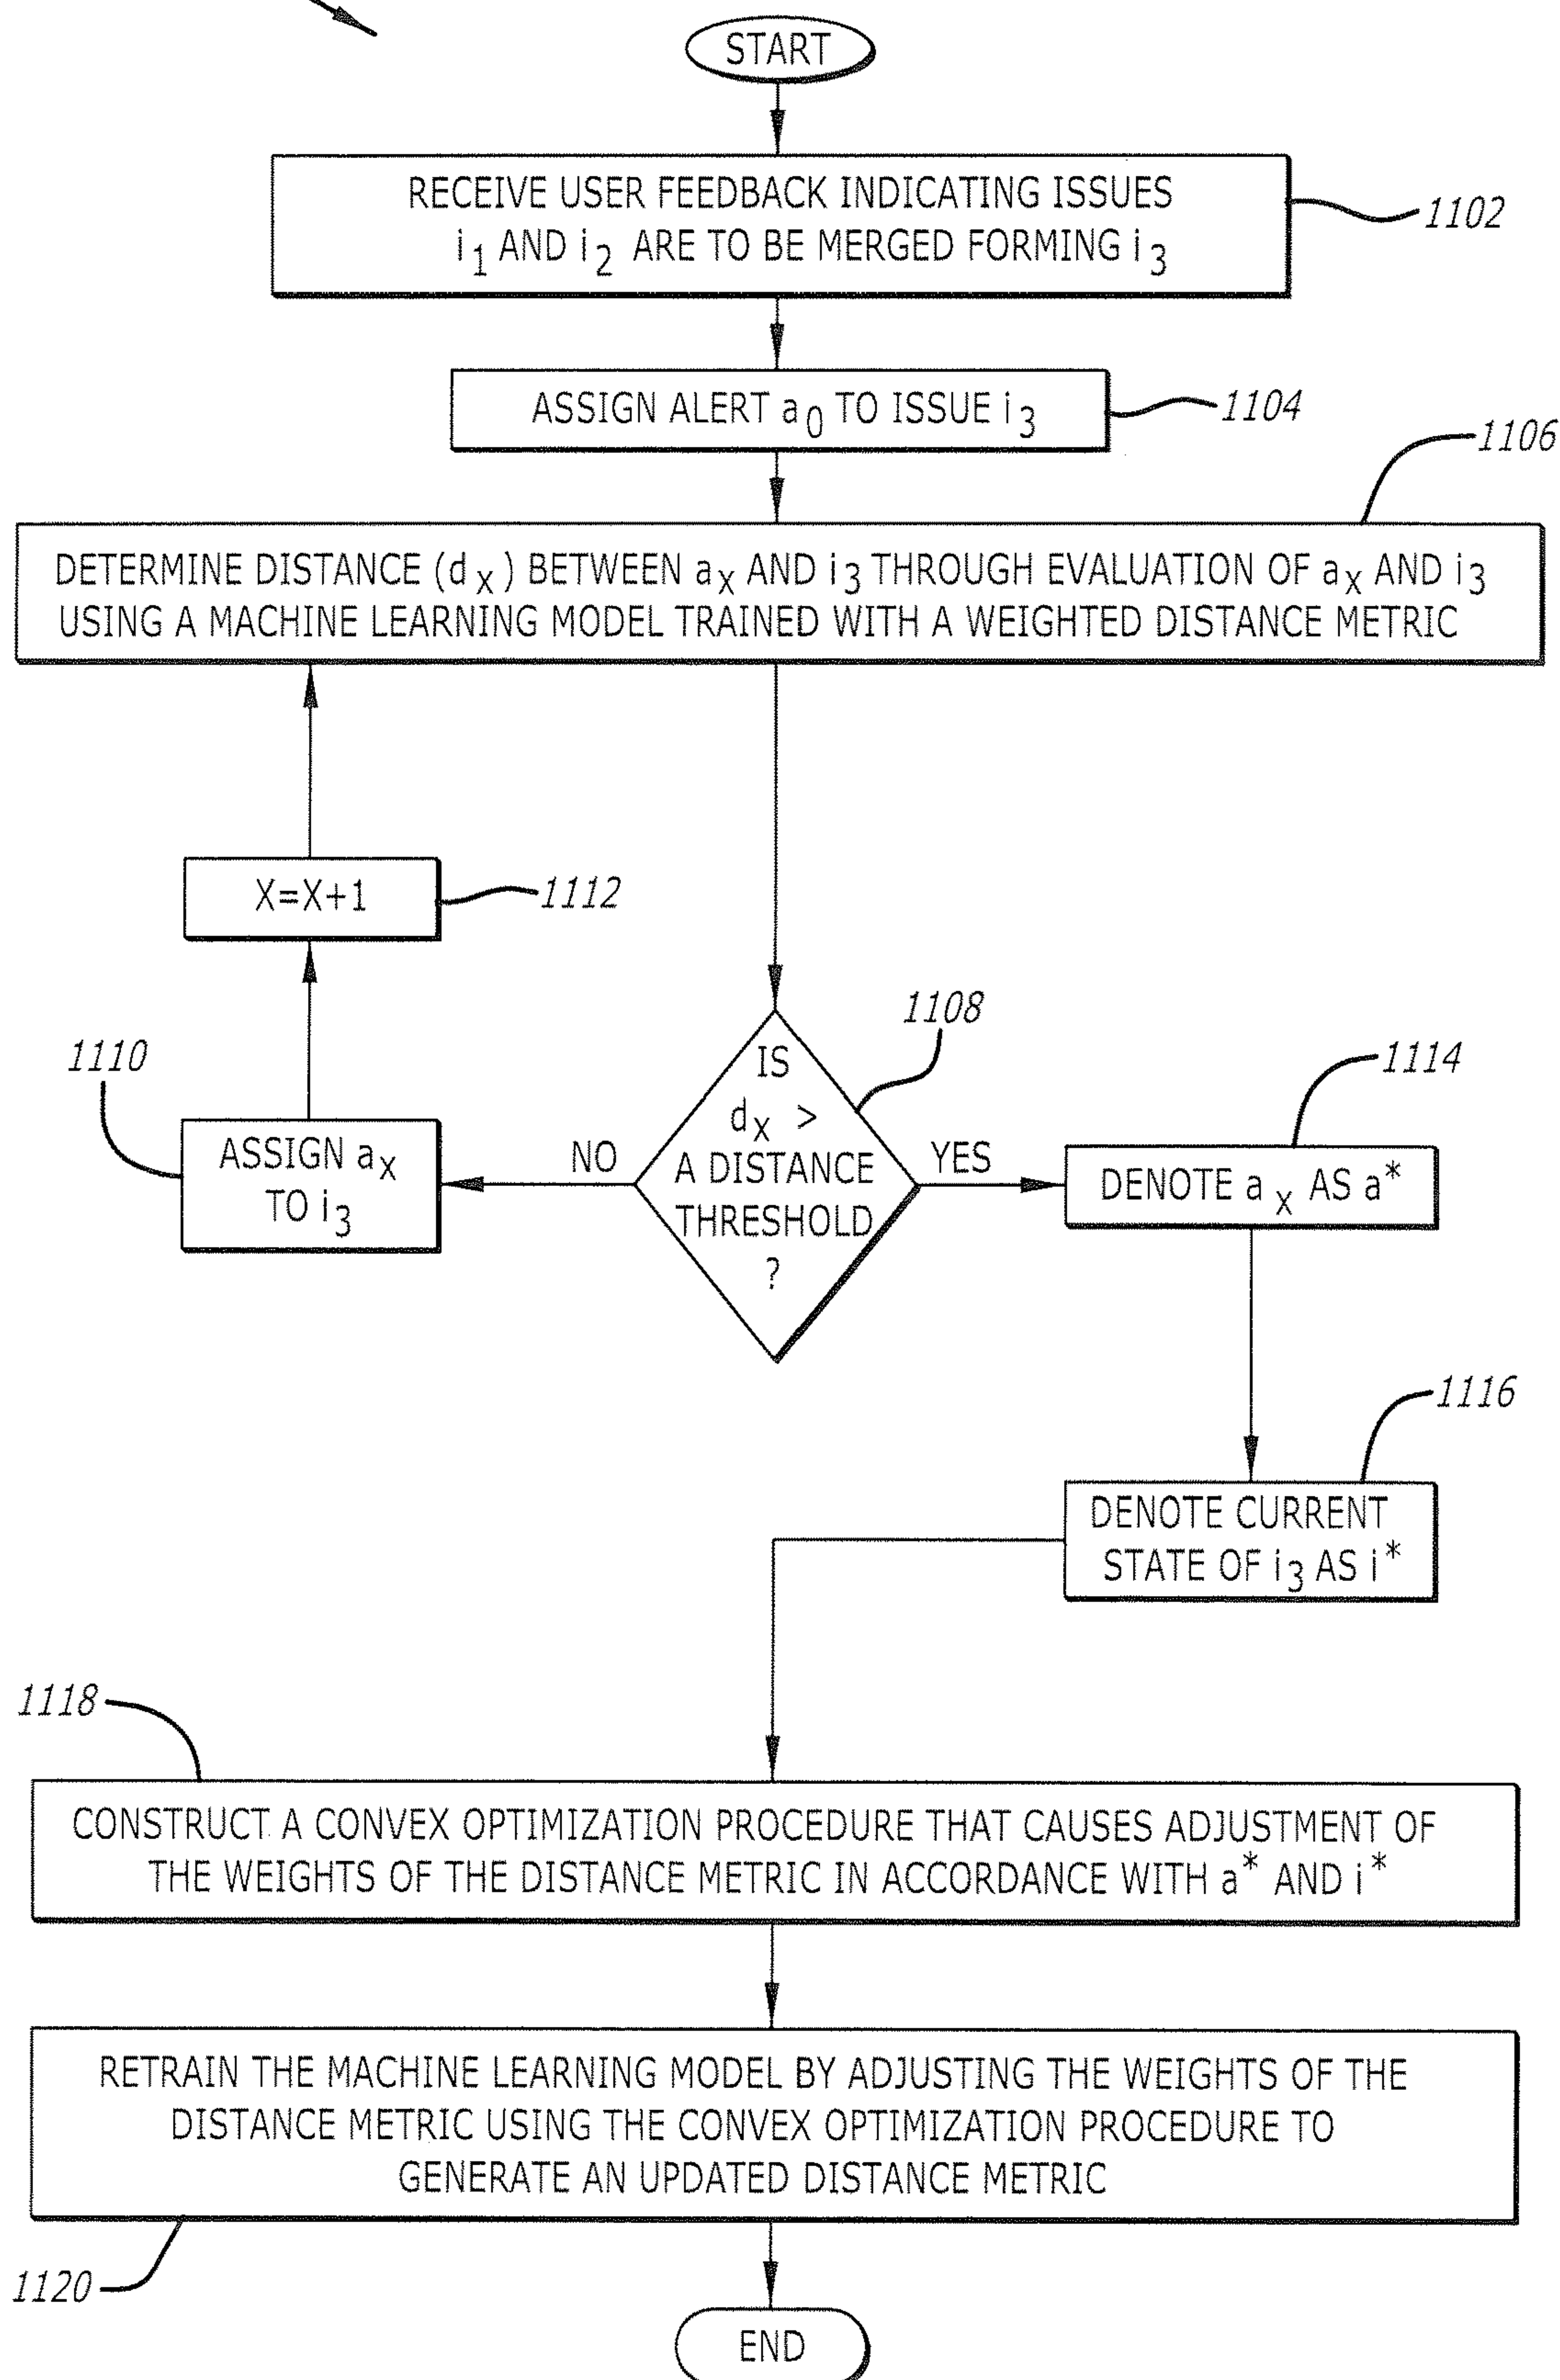 START
RECEIVE USER FEEDBACK INDICATING ISSUES
i₁ AND i₂ ARE TO BE MERGED FORMING i₃
1102
ASSIGN ALERT a₀ TO ISSUE i₃
1104
1106
DETERMINE DISTANCE (dₓ) BETWEEN aₓ AND i₃ THROUGH EVALUATION OF aₓ AND i₃
USING A MACHINE LEARNING MODEL TRAINED WITH A WEIGHTED DISTANCE METRIC
X=X+1
1112
1108
1110
ASSIGN aₓ
TO i₃
NO
IS
dₓ >
A DISTANCE
THRESHOLD
?
YES
1114
DENOTE aₓ AS a*
1116
DENOTE CURRENT
STATE OF i₃ AS i*
1118
CONSTRUCT A CONVEX OPTIMIZATION PROCEDURE THAT CAUSES ADJUSTMENT OF
THE WEIGHTS OF THE DISTANCE METRIC IN ACCORDANCE WITH a* AND i*
RETRAIN THE MACHINE LEARNING MODEL BY ADJUSTING THE WEIGHTS OF THE
DISTANCE METRIC USING THE CONVEX OPTIMIZATION PROCEDURE TO
GENERATE AN UPDATED DISTANCE METRIC
1120
END